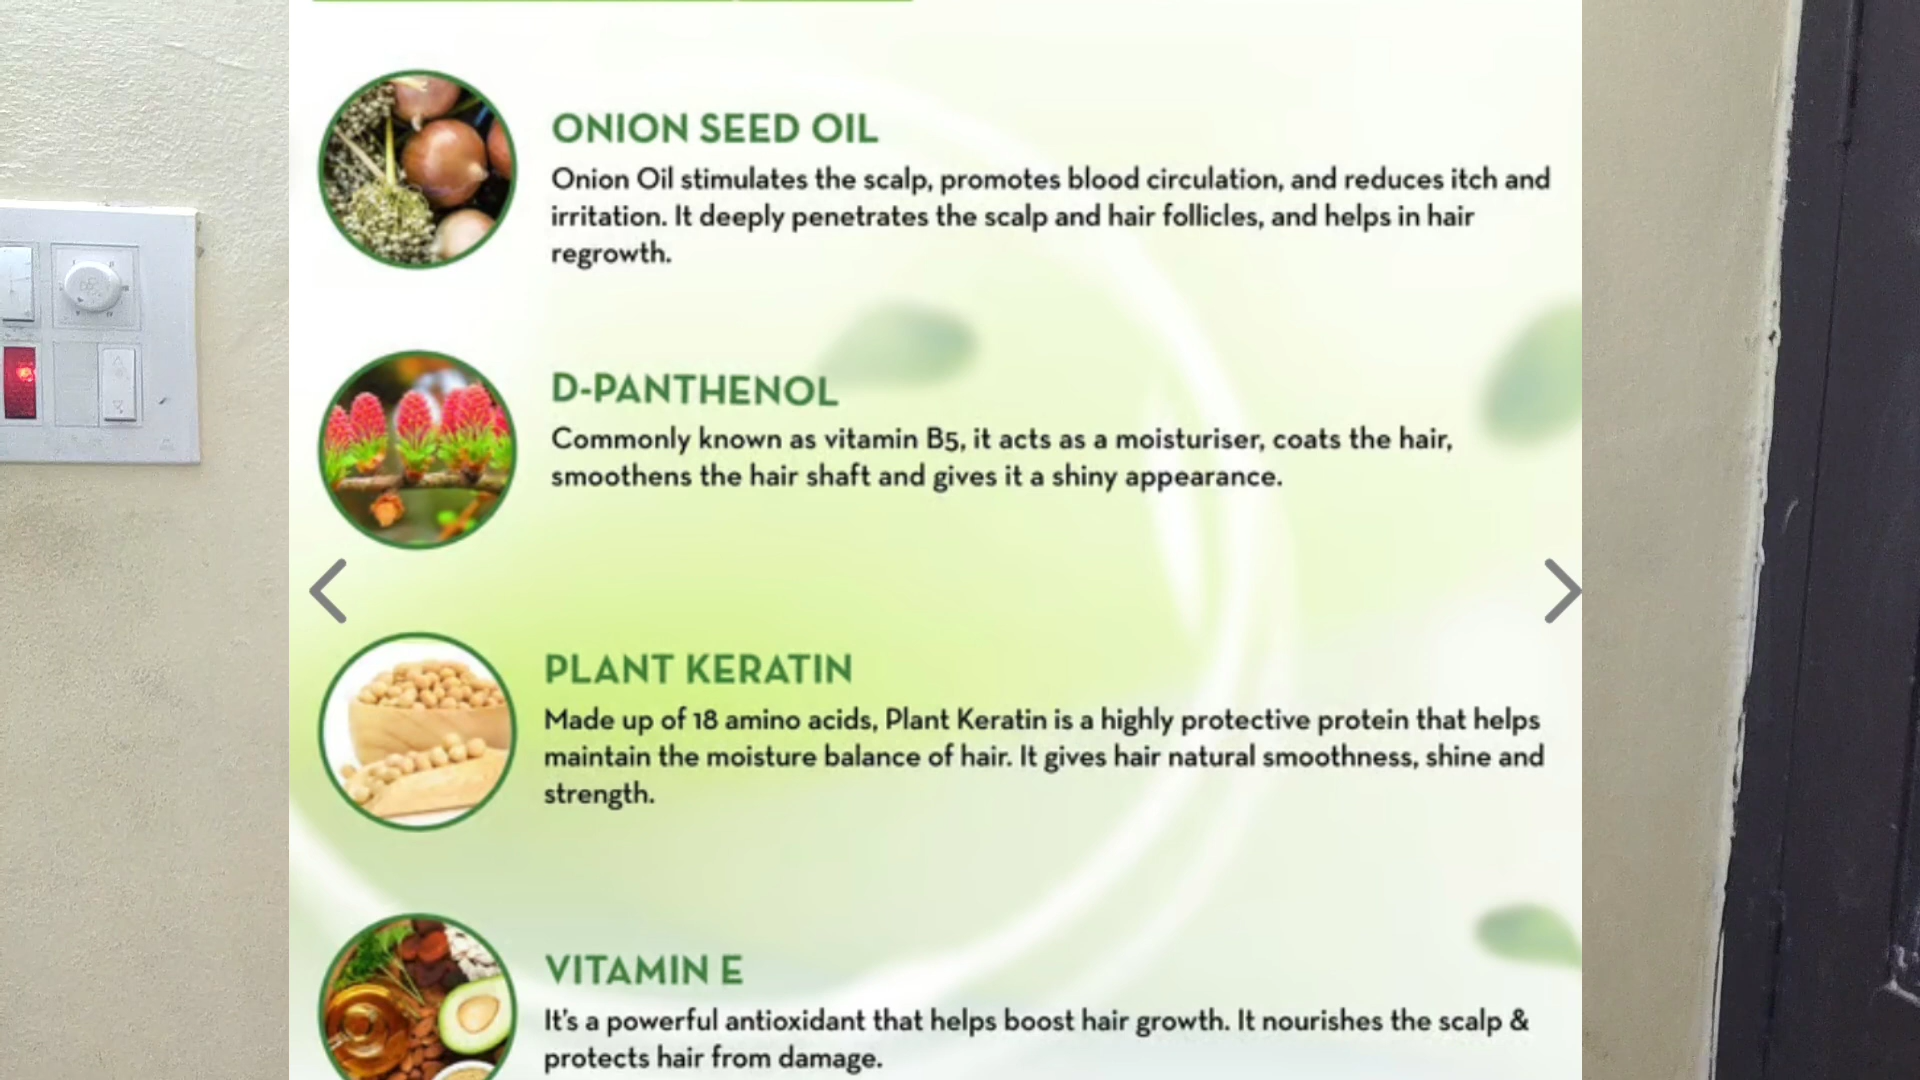 ONION SEED OIL
Onion Oil stimulates the scalp, promotes blood circulation, and reduces itch and
irritation. It deeply penetrates the scalp and hair follicles, and helps in hair
regrowth.
D-PANTHENOL
Commonly known as vitamin B5, it acts as a moisturiser, coats the hair,
smoothens the hair shaft and gives it a shiny appearance.
PLANT KERATIN
Made up of 18 amino acids, Plant Keratin is a highly protective protein that helps
maintain the moisture balance of hair. It gives hair natural smoothness, shine and
strength.
VITAMIN E
It's a powerful antioxidant that helps boost hair growth. It nourishes the scalp &
protects hair from damage.